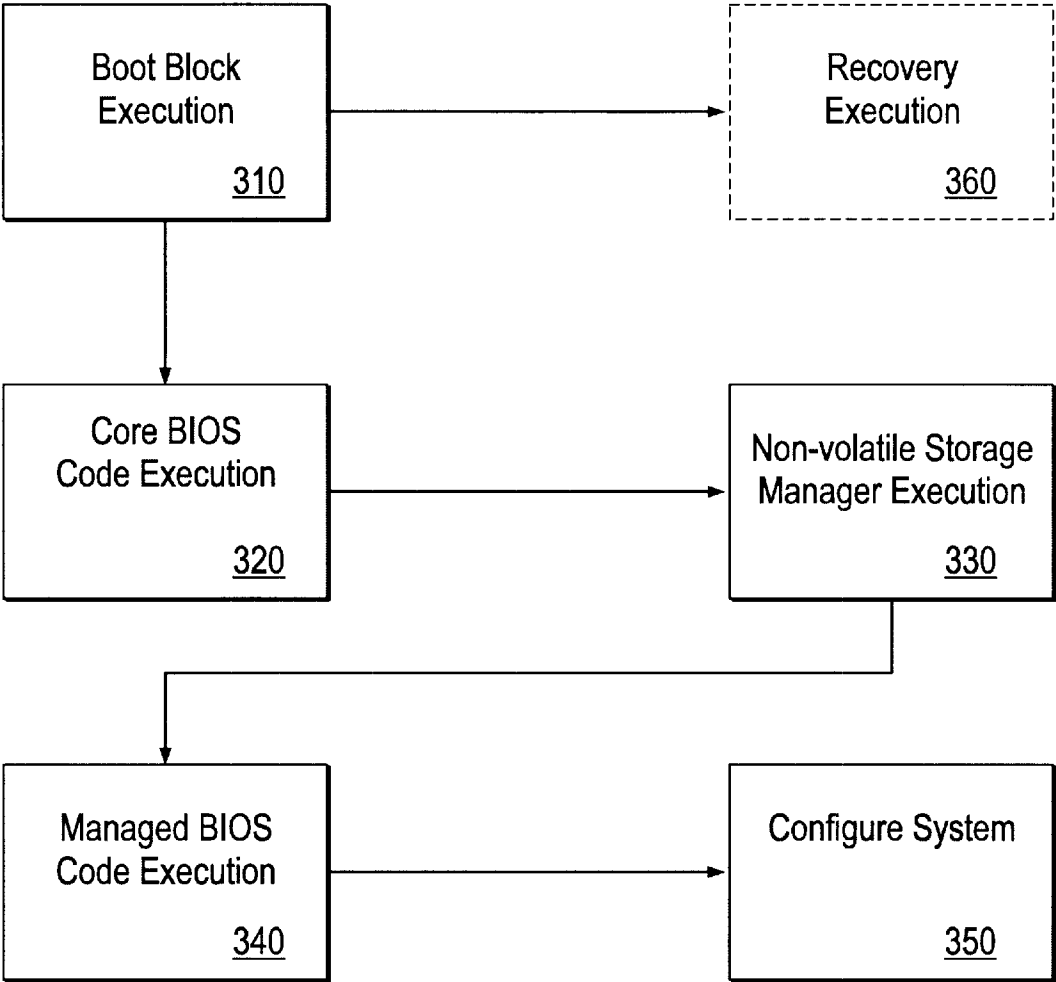 Boot Block
Execution
310
Recovery
Execution
360
Core BIOS
Code Execution
320
Non-volatile Storage
Manager Execution
330
Managed BIOS
Code Execution
340
Configure System
350